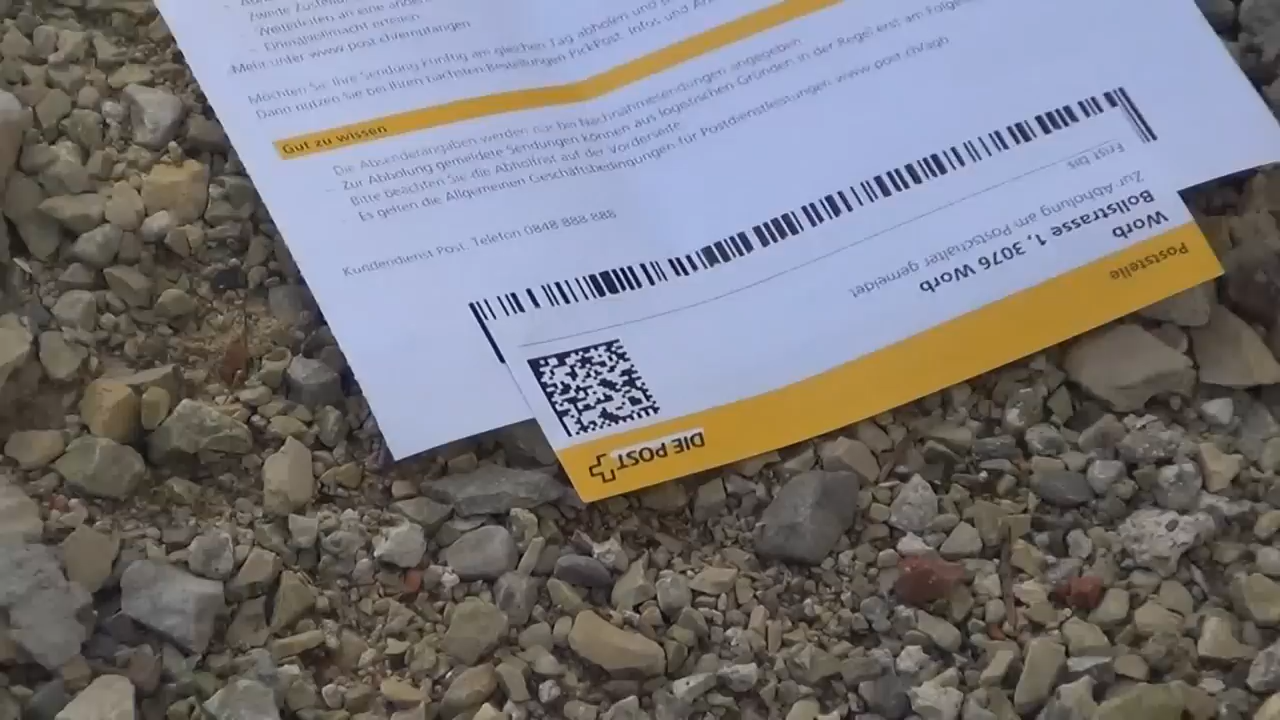 Zweite Zustellung
Weiterleiten an eine andere
Einmalvollmacht erteilen
Mehr unter www.post.ch/umleitungen
Möchten Sie Ihre Sendung künftig am gleichen Tag abholen und
Dann nutzen Sie bei Ihren nächsten Bestellungen PickPost. Infos und
Gut zu wissen
Die Absenderangaben werden nur bei Nachnahmesendungen angegeben.
- Zur Abholung gemeldete Sendungen können aus logistischen Gründen in der Regel erst am
- Bitte beachten Sie die Abholfrist auf der Vorderseite.
- Es gelten die Allgemeinen Geschäftsbedingungen für Postdienstleistungen: www.post.ch/agb
Kundendienst Post, Telefon 0848 888 888
DIE POST
Poststelle
Worb
Bollstrasse 1, 3076 Worb
Zur Abholung am Postschalter gemeldet
Frist bis